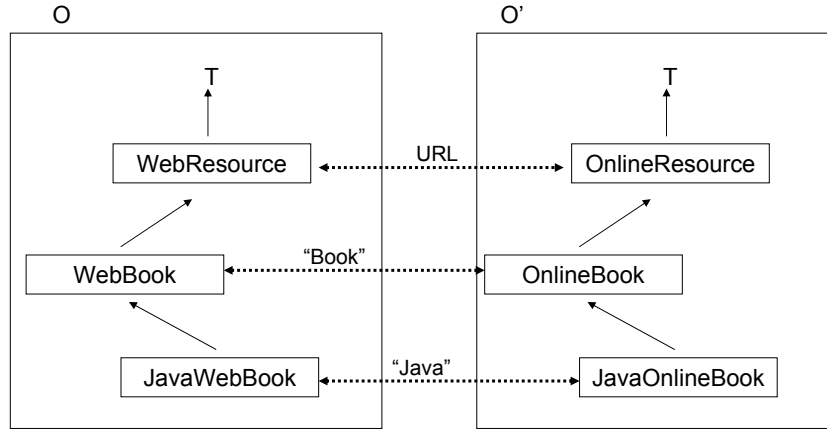 O
O’
T
T
WebResource
URL
OnlineResource
WebBook
“Book”
OnlineBook
JavaWebBook
“Java”
JavaOnlineBook